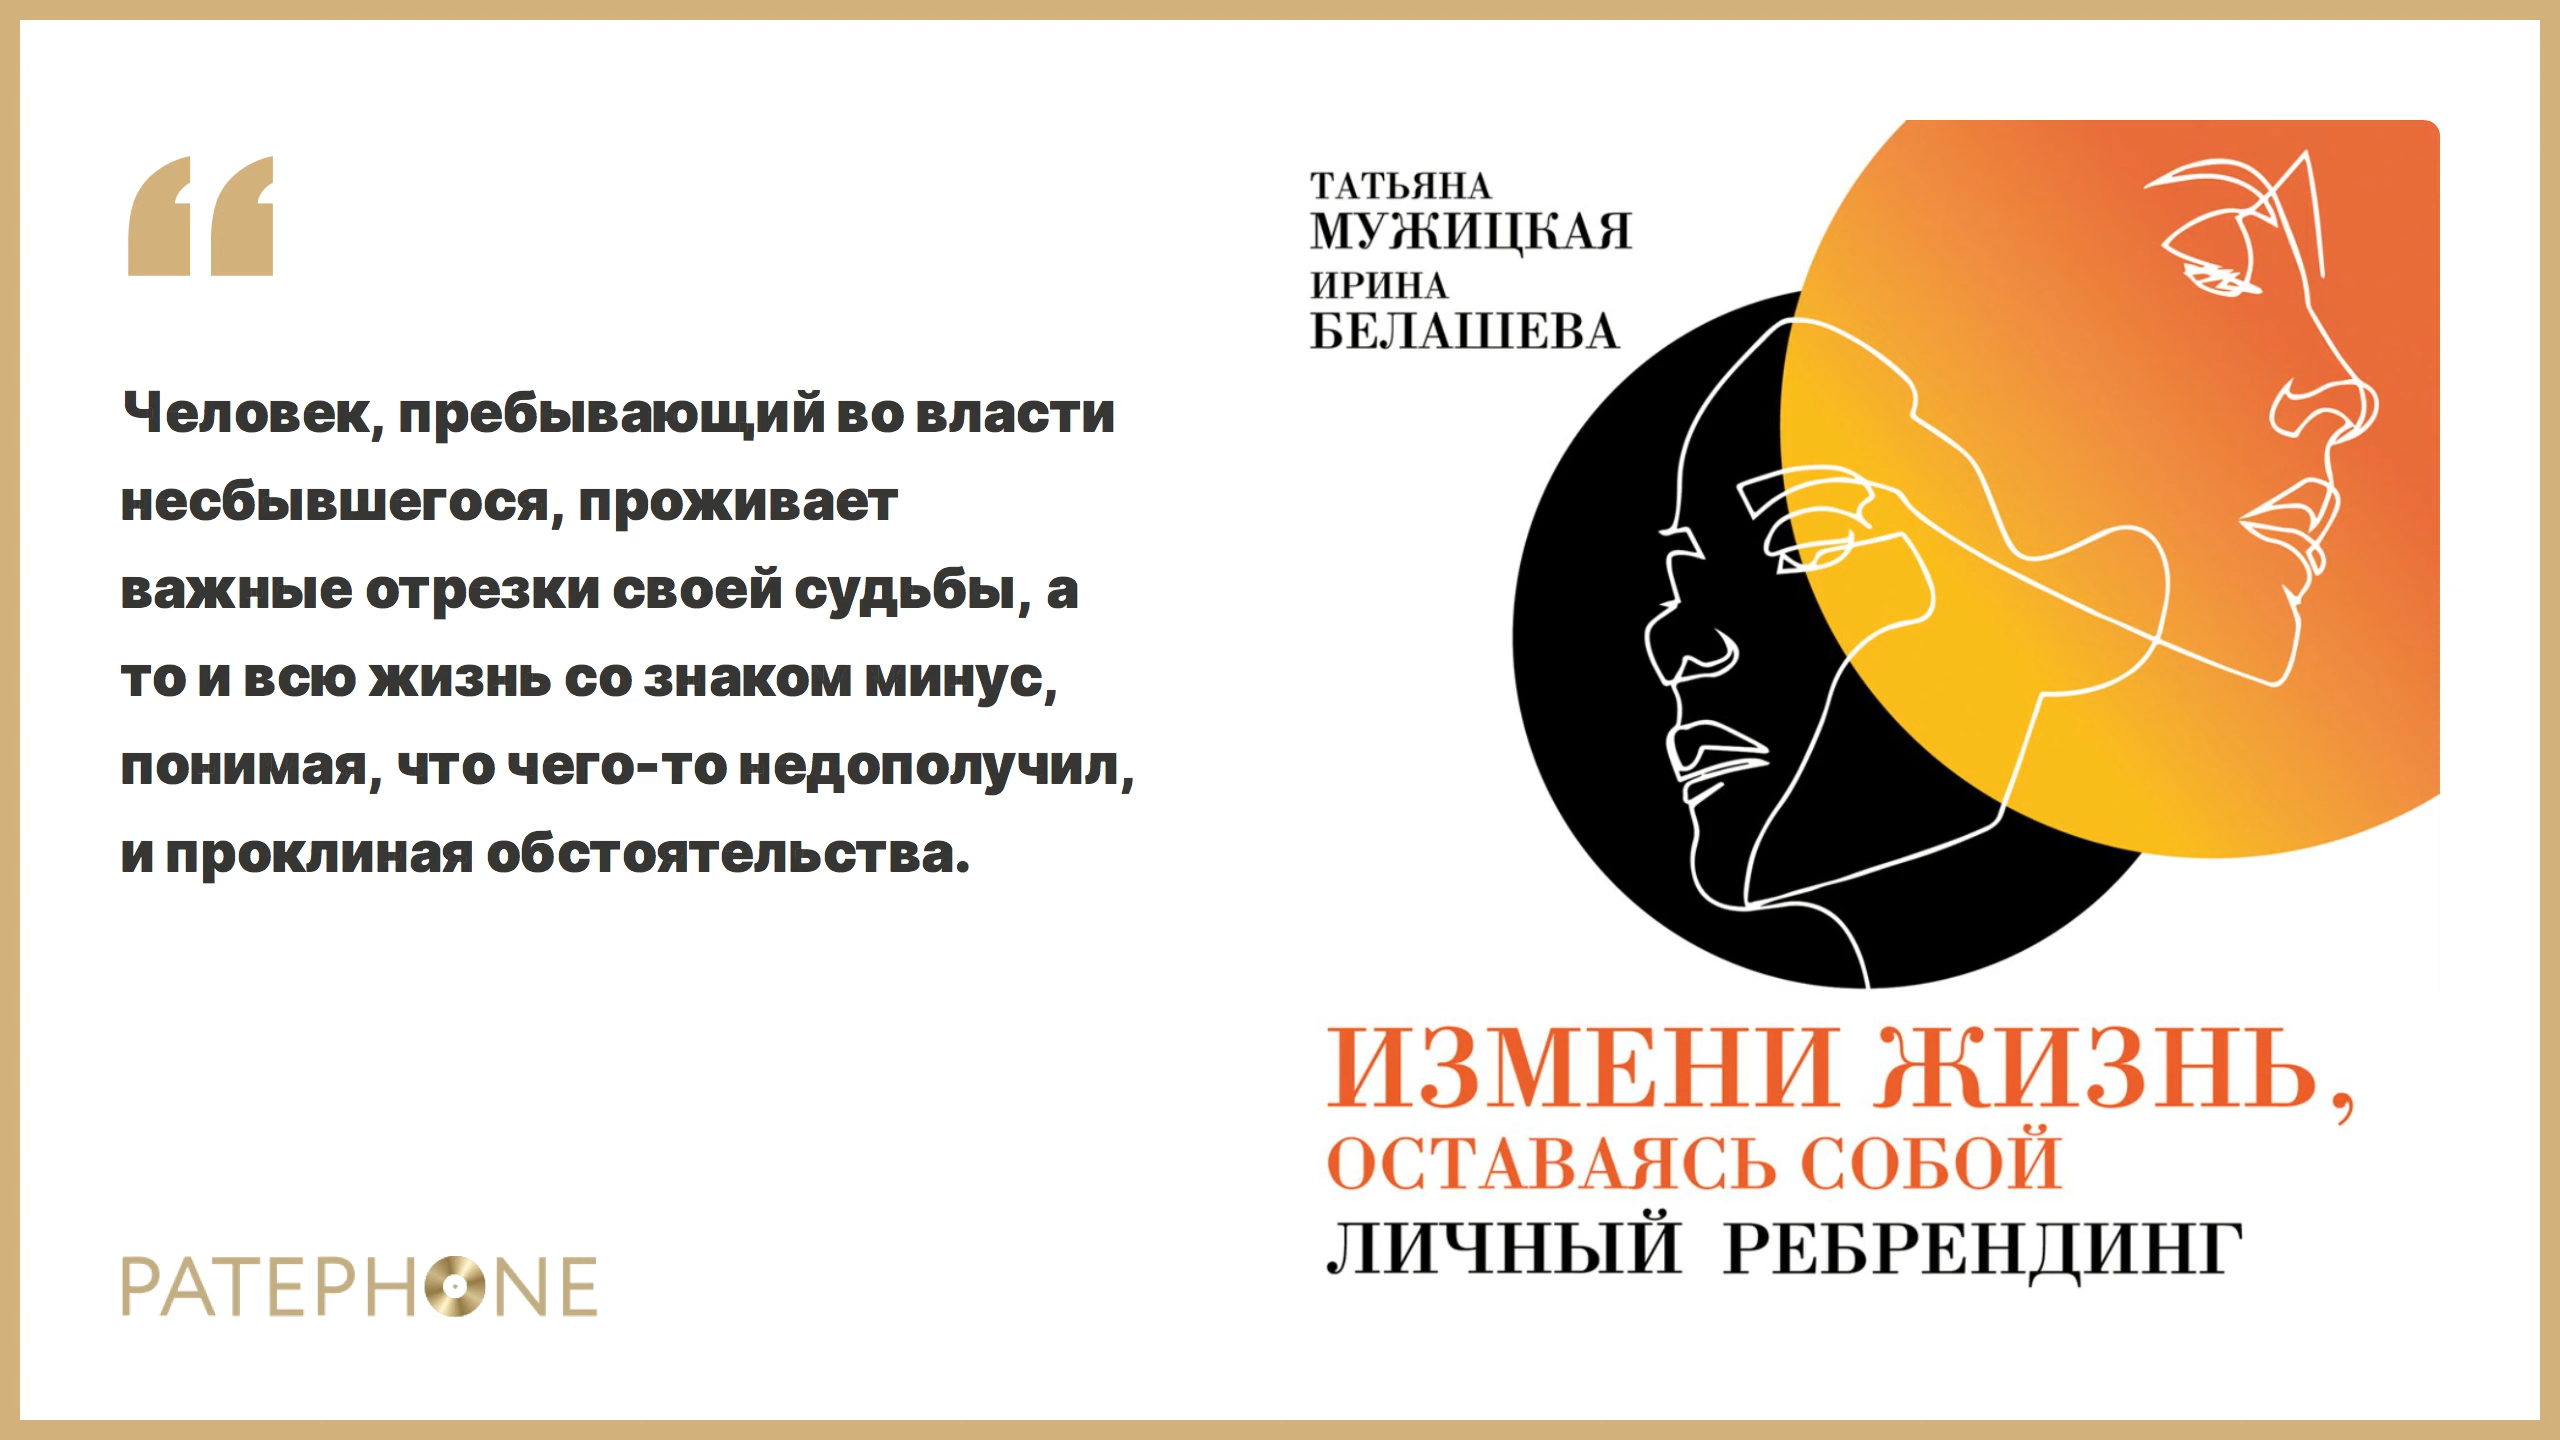 Человек, пребывающий во власти
несбывшегося, проживает
важные отрезки своей судьбы, а
то и всю жизнь со знаком минус,
понимая, что чего-то недополучил,
и проклиная обстоятельства.
PATEPHONE
ТАТЬЯНА
МУЖИЦКАЯ
ИРИНА
БЕЛАШЕВА
ИЗМЕНИ ЖИЗНЬ,
ОСТАВАЯСЬ СОБОЙ
ЛИЧНЫЙ РЕБРЕНДИНГ